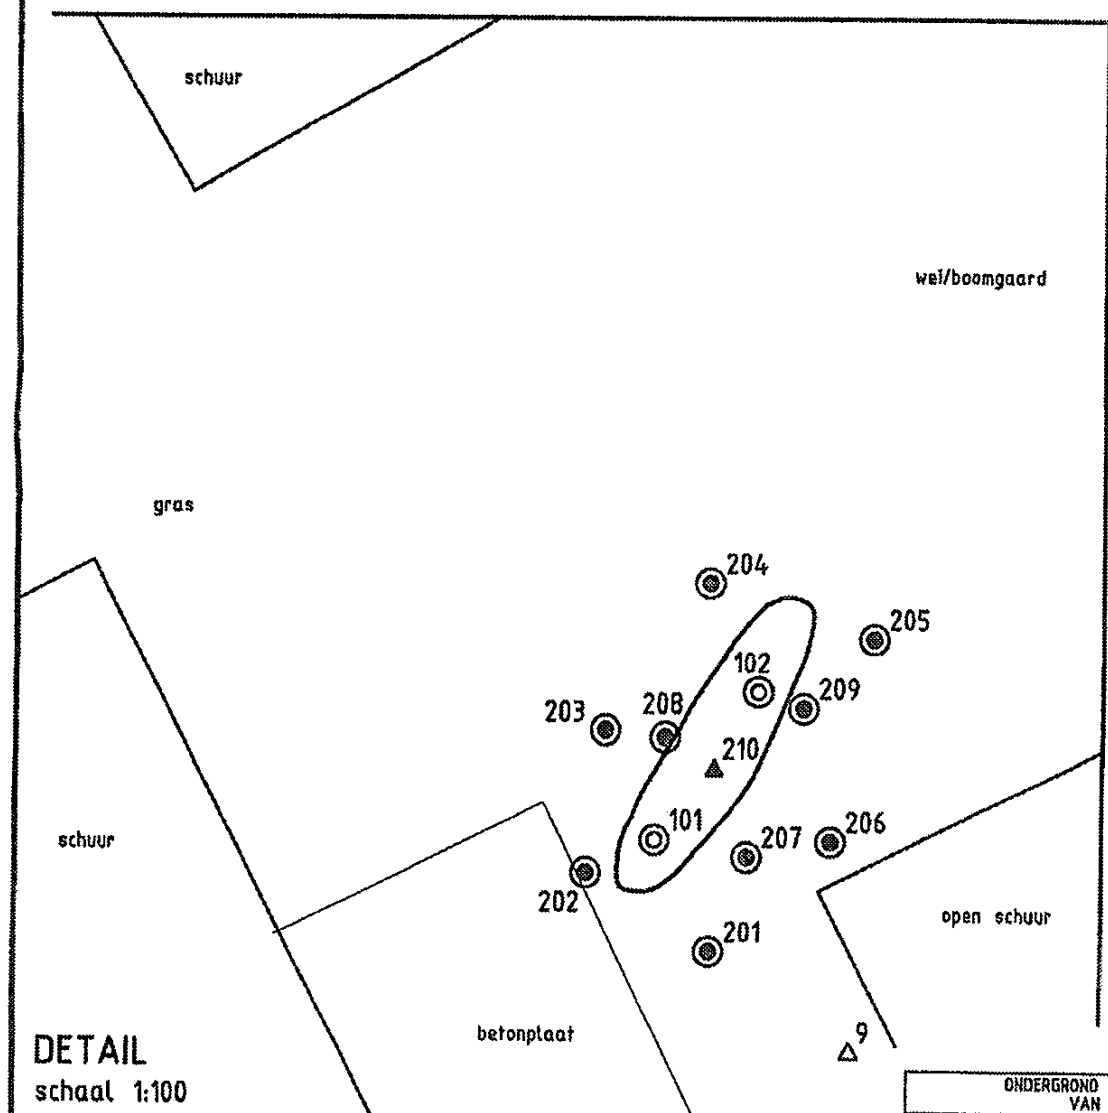 schuur
wei/boomgaard
gras
204
205
102
209
203
208
210
101
schuur
207
206
202
open schuur
201
betonplaat
9
DETAIL
schaal 1:100
ONDERGROND
VAN